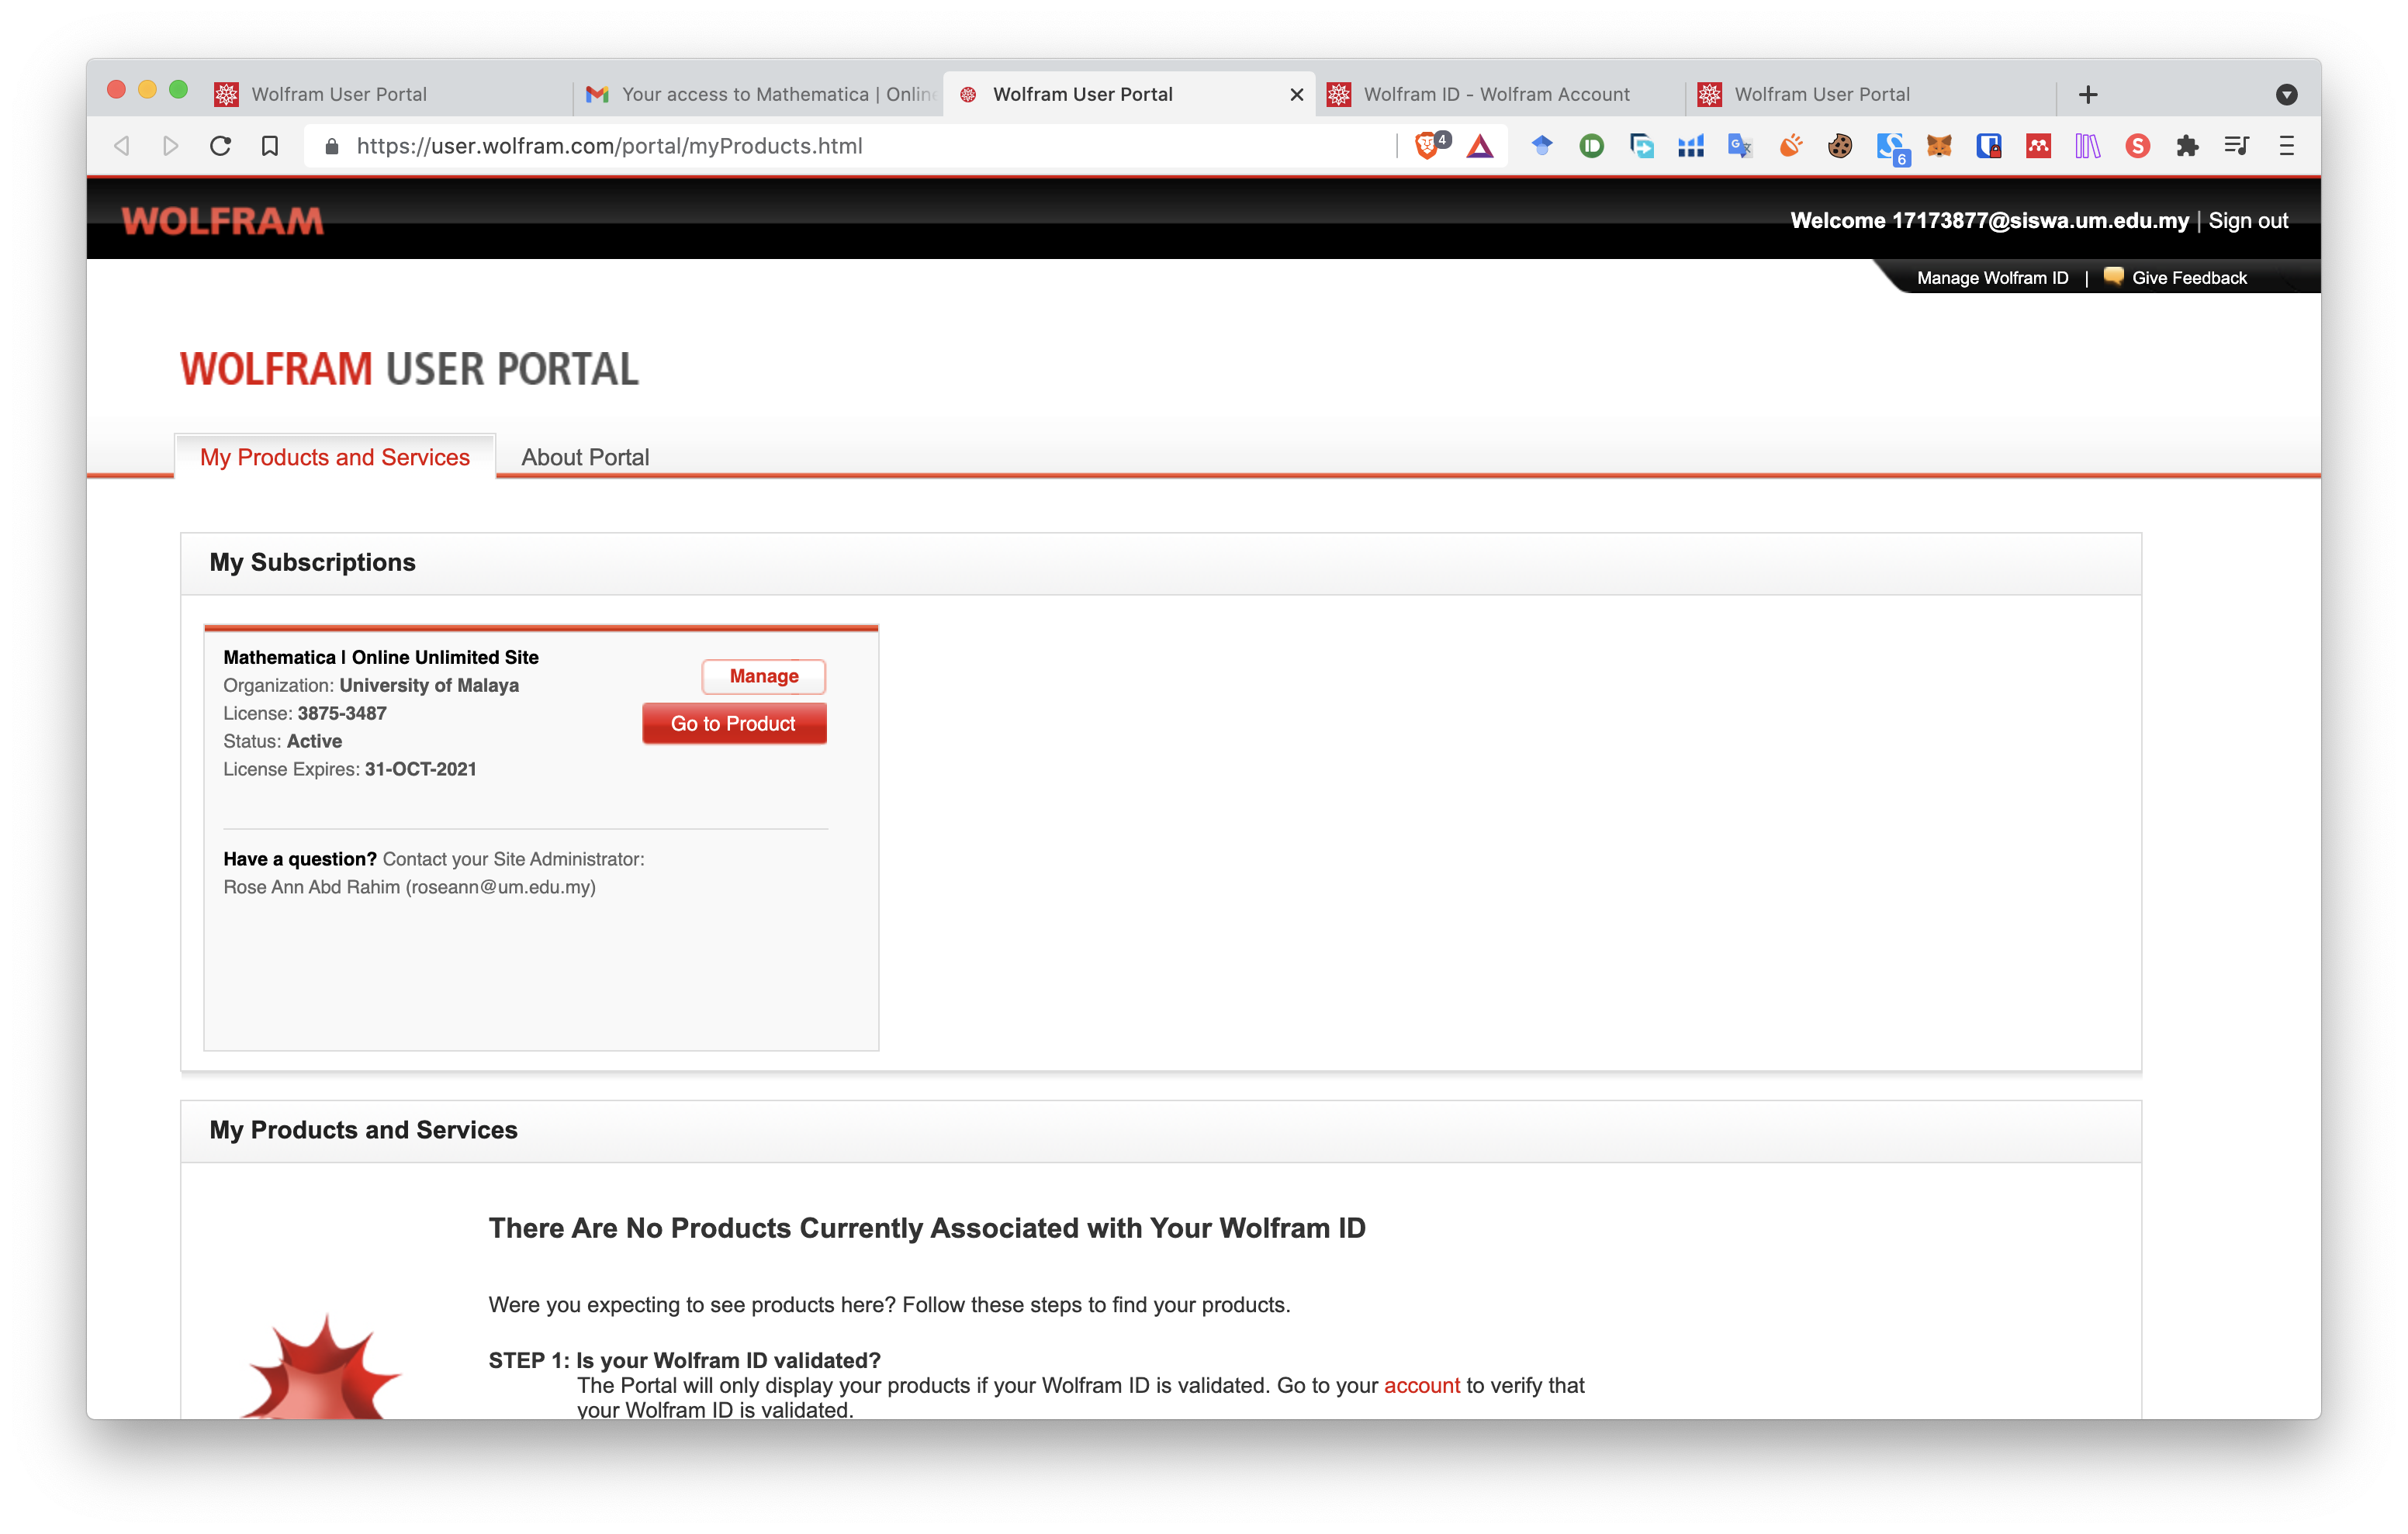 Wolfram User Portal
Your access to Mathematica | Onlin
Wolfram User Portal
Wolfram ID - Wolfram Account
Wolfram User Portal
https://user.wolfram.com/portal/myProducts.html
4
6
WOLFRAM
Welcome 17173877@siswa.um.edu.my | Sign out
Manage Wolfram ID | Give Feedback
WOLFRAM USER PORTAL
My Products and Services
About Portal
My Subscriptions
Mathematica | Online Unlimited Site
Manage
Organization: University of Malaya
License: 3875-3487
Go to Product
Status: Active
License Expires: 31-OCT-2021
Have a question? Contact your Site Administrator:
Rose Ann Abd Rahim (roseann@um.edu.my)
My Products and Services
There Are No Products Currently Associated with Your Wolfram ID
Were you expecting to see products here? Follow these steps to find your products.
STEP 1: Is your Wolfram ID validated?
The Portal will only display your products if your Wolfram ID is validated. Go to your account to verify that
your Wolfram ID is validated.